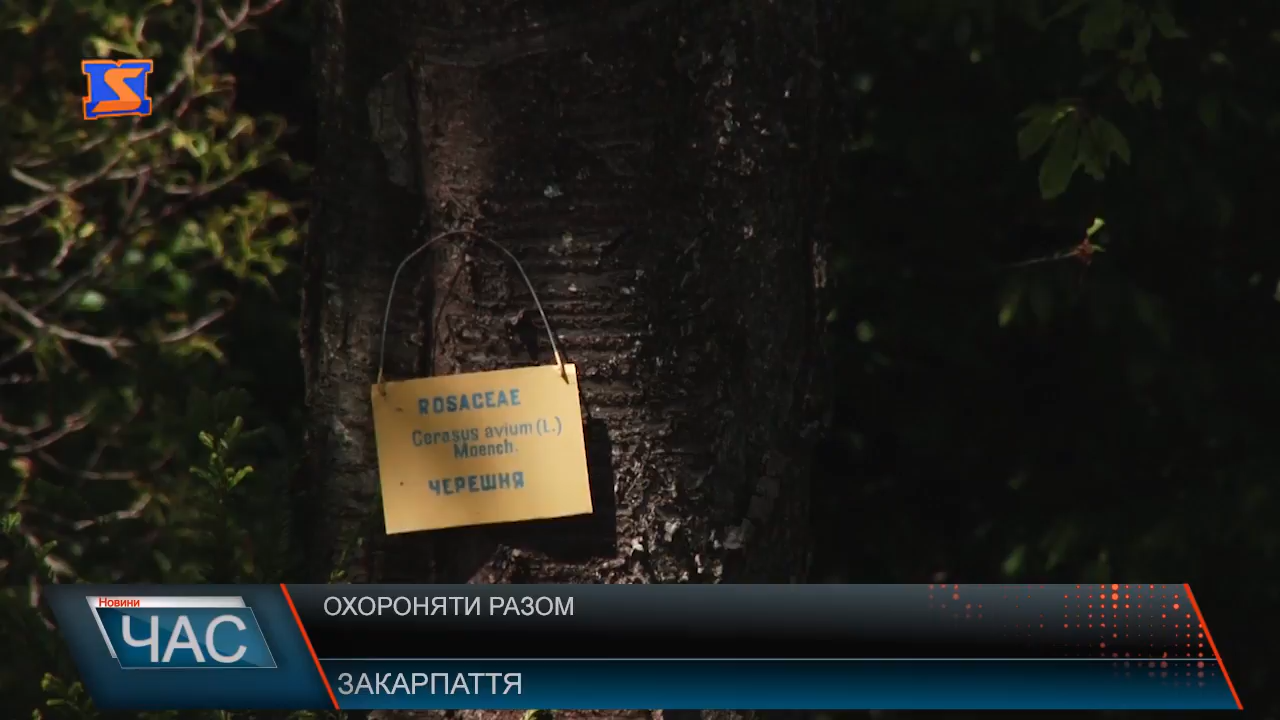 ROSACEAE
Cerasus avium (L.)
Moench.
ЧЕРЕШНЯ
Новини
ЧАС
ОХОРОНЯТИ РАЗОМ
ЗАКАРПАТТЯ